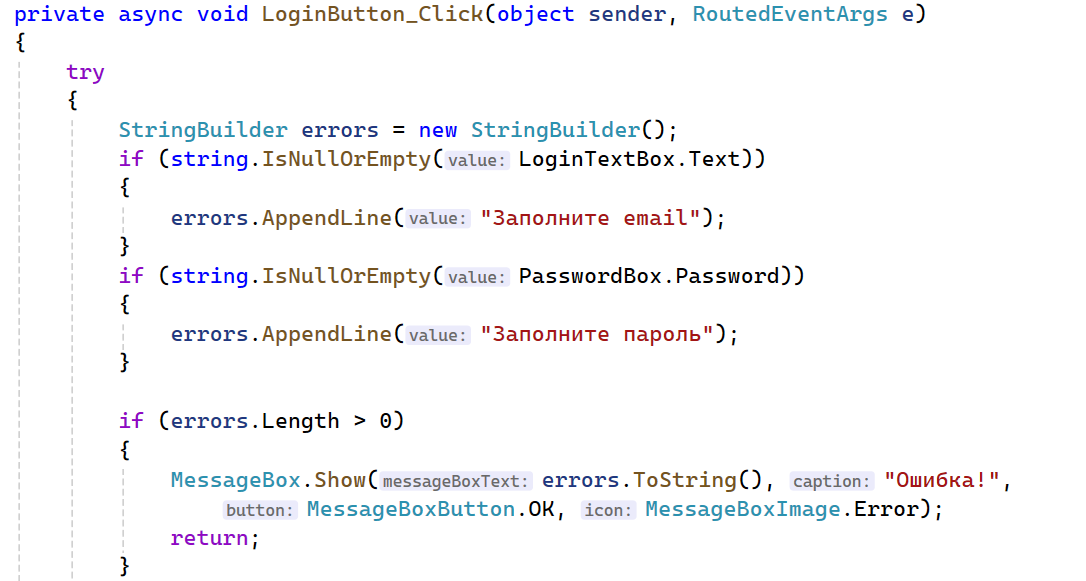 private async void LoginButton_Click(object sender, RoutedEventArgs e)
{
try
{
StringBuilder errors = new StringBuilder();
if (string.IsNullOrEmpty(value: LoginTextBox.Text))
{
errors.AppendLine(value: "Заполните email");
}
if (string.IsNullOrEmpty(value: PasswordBox.Password))
{
errors.AppendLine(value: "Заполните пароль");
}
if (errors.Length > 0)
{
MessageBox.Show(messageBoxText: errors.ToString(), caption: "Ошибка!",
button: MessageBoxButton.OK, icon: MessageBoxImage.Error);
return;
}